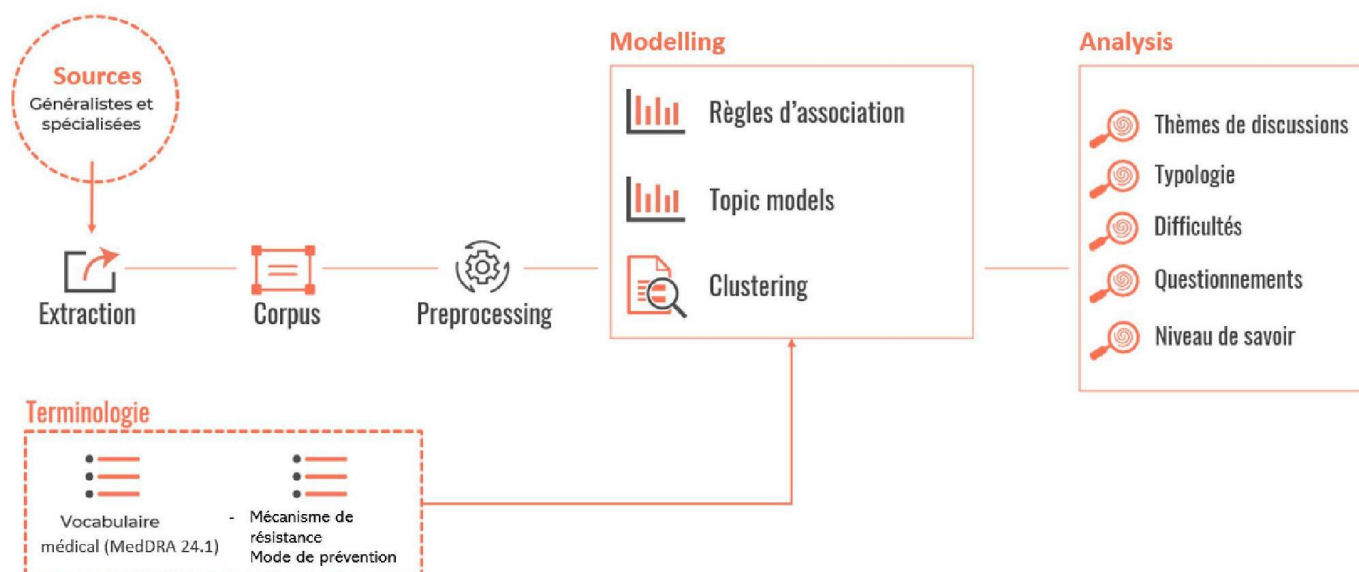 Sources
Généralistes et
spécialisées
Extraction
Corpus
Preprocessing
Modelling
Règles d'association
Topic models
Clustering
Analysis
Thèmes de discussions
Typologie
Difficultés
Questionnements
Niveau de savoir
Terminologie
Vocabulaire
médical (MedDRA 24.1)
- Mécanisme de
résistance
Mode de prévention